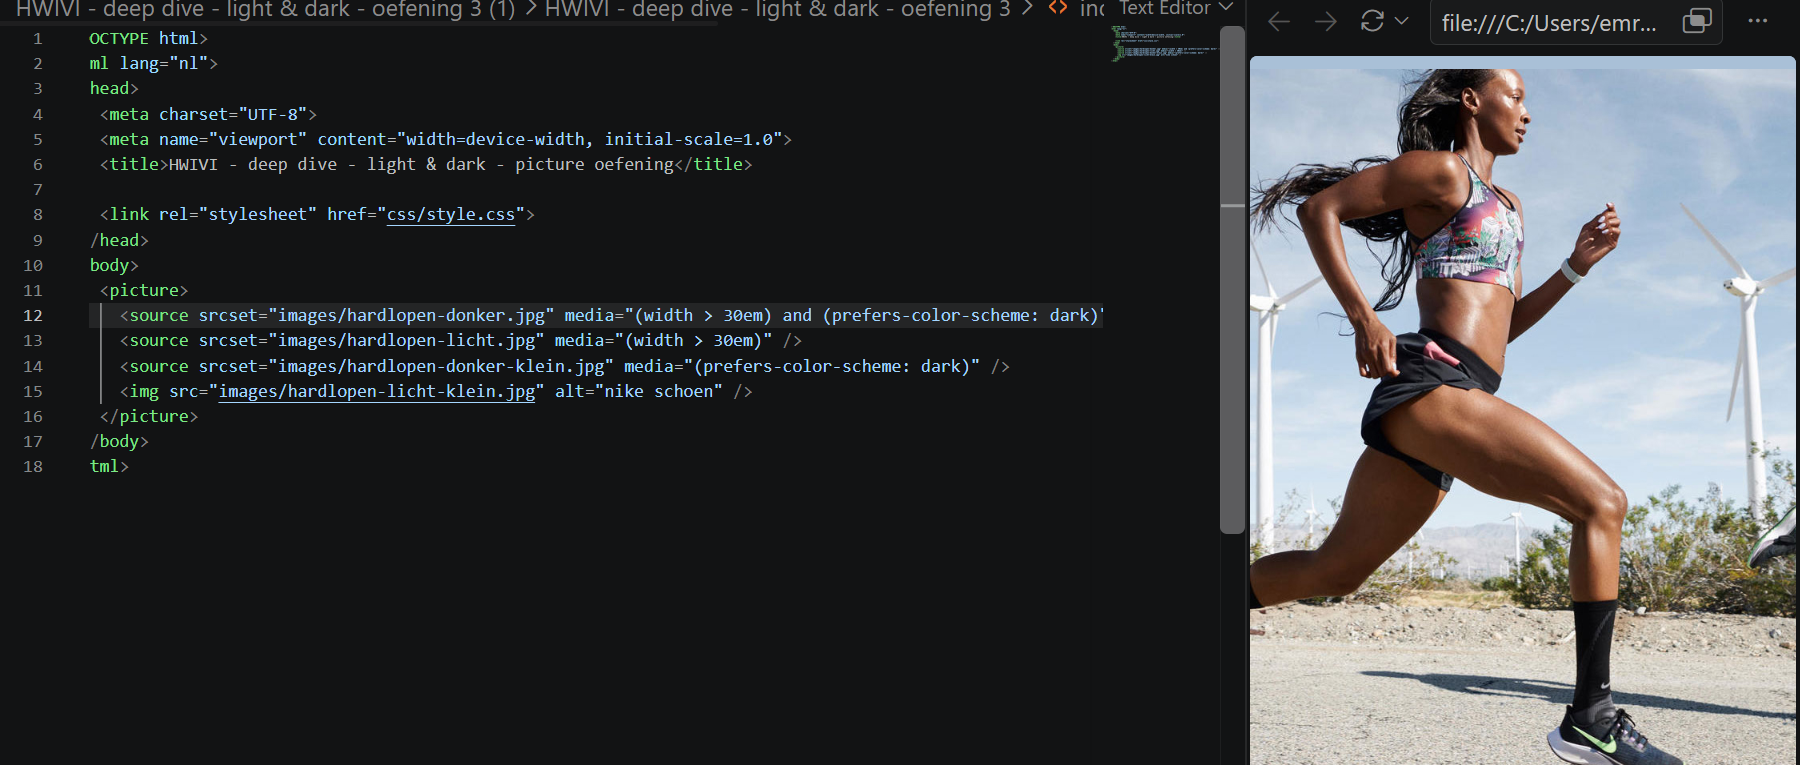 HWIVI - deep dive - light & dark - oefening 3 (1) > HWIVI - deep dive - light & dark - oefening 3 > <> inc Text Editor
file:///C:/Users/emr...
1 OCTYPE html>
2 ml lang="nl">
3 head>
4 <meta charset="UTF-8">
5 <meta name="viewport" content="width=device-width, initial-scale=1.0">
6 <title>HWIVI - deep dive - light & dark - picture oefening</title>
7
8 <link rel="stylesheet" href="css/style.css">
9 /head>
10 body>
11 <picture>
12 <source srcset="images/hardlopen-donker.jpg" media="(width > 30em) and (prefers-color-scheme: dark)"
13 <source srcset="images/hardlopen-licht.jpg" media="(width > 30em)" />
14 <source srcset="images/hardlopen-donker-klein.jpg" media="(prefers-color-scheme: dark)" />
15 <img src="images/hardlopen-licht-klein.jpg" alt="nike schoen" />
16 </picture>
17 /body>
18 tml>